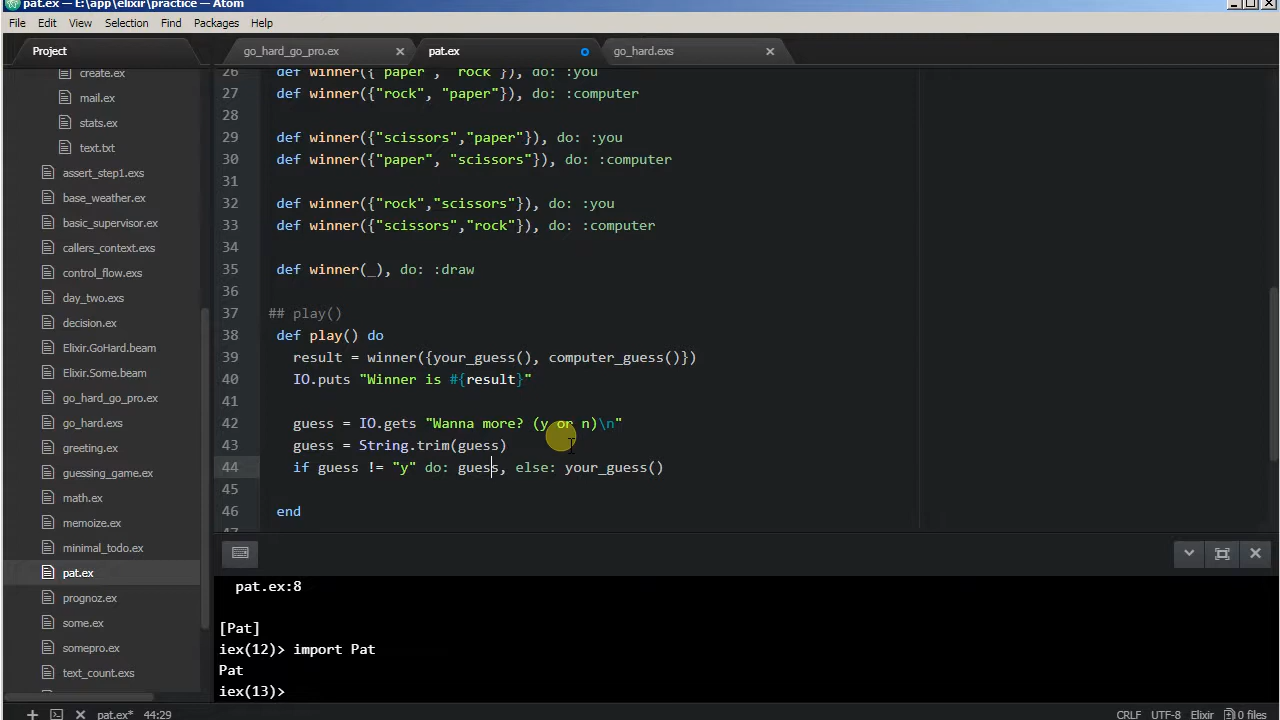 pat.ex — E:\app\elixir\practice — Atom
File Edit View Selection Find Packages Help
Project
go_hard_go_pro.ex
pat.ex
go_hard.exs
create.ex
mail.ex
stats.ex
text.txt
assert_step1.exs
base_weather.ex
basic_supervisor.ex
callers_context.exs
control_flow.exs
day_two.exs
decision.ex
Elixir.GoHard.beam
Elixir.Some.beam
go_hard_go_pro.ex
go_hard.exs
greeting.ex
guessing_game.ex
math.ex
memoize.ex
minimal_todo.ex
pat.ex
prognoz.ex
some.ex
somepro.ex
text_count.exs
26 def winner({"paper", "rock"}), do: :you
27 def winner({"rock", "paper"}), do: :computer
28
29 def winner({"scissors","paper"}), do: :you
30 def winner({"paper", "scissors"}), do: :computer
31
32 def winner({"rock","scissors"}), do: :you
33 def winner({"scissors","rock"}), do: :computer
34
35 def winner(_), do: :draw
36
37 ## play()
38 def play() do
39 result = winner({your_guess(), computer_guess()})
40 IO.puts "Winner is #{result}"
41
42 guess = IO.gets "Wanna more? (y or n)\n"
43 guess = String.trim(guess)
44 if guess != "y" do: guess, else: your_guess()
45
46 end
47
pat.ex:8
[Pat]
iex(12)> import Pat
Pat
iex(13)>
pat.ex* 44:29
CRLF UTF-8 Elixir 0 files